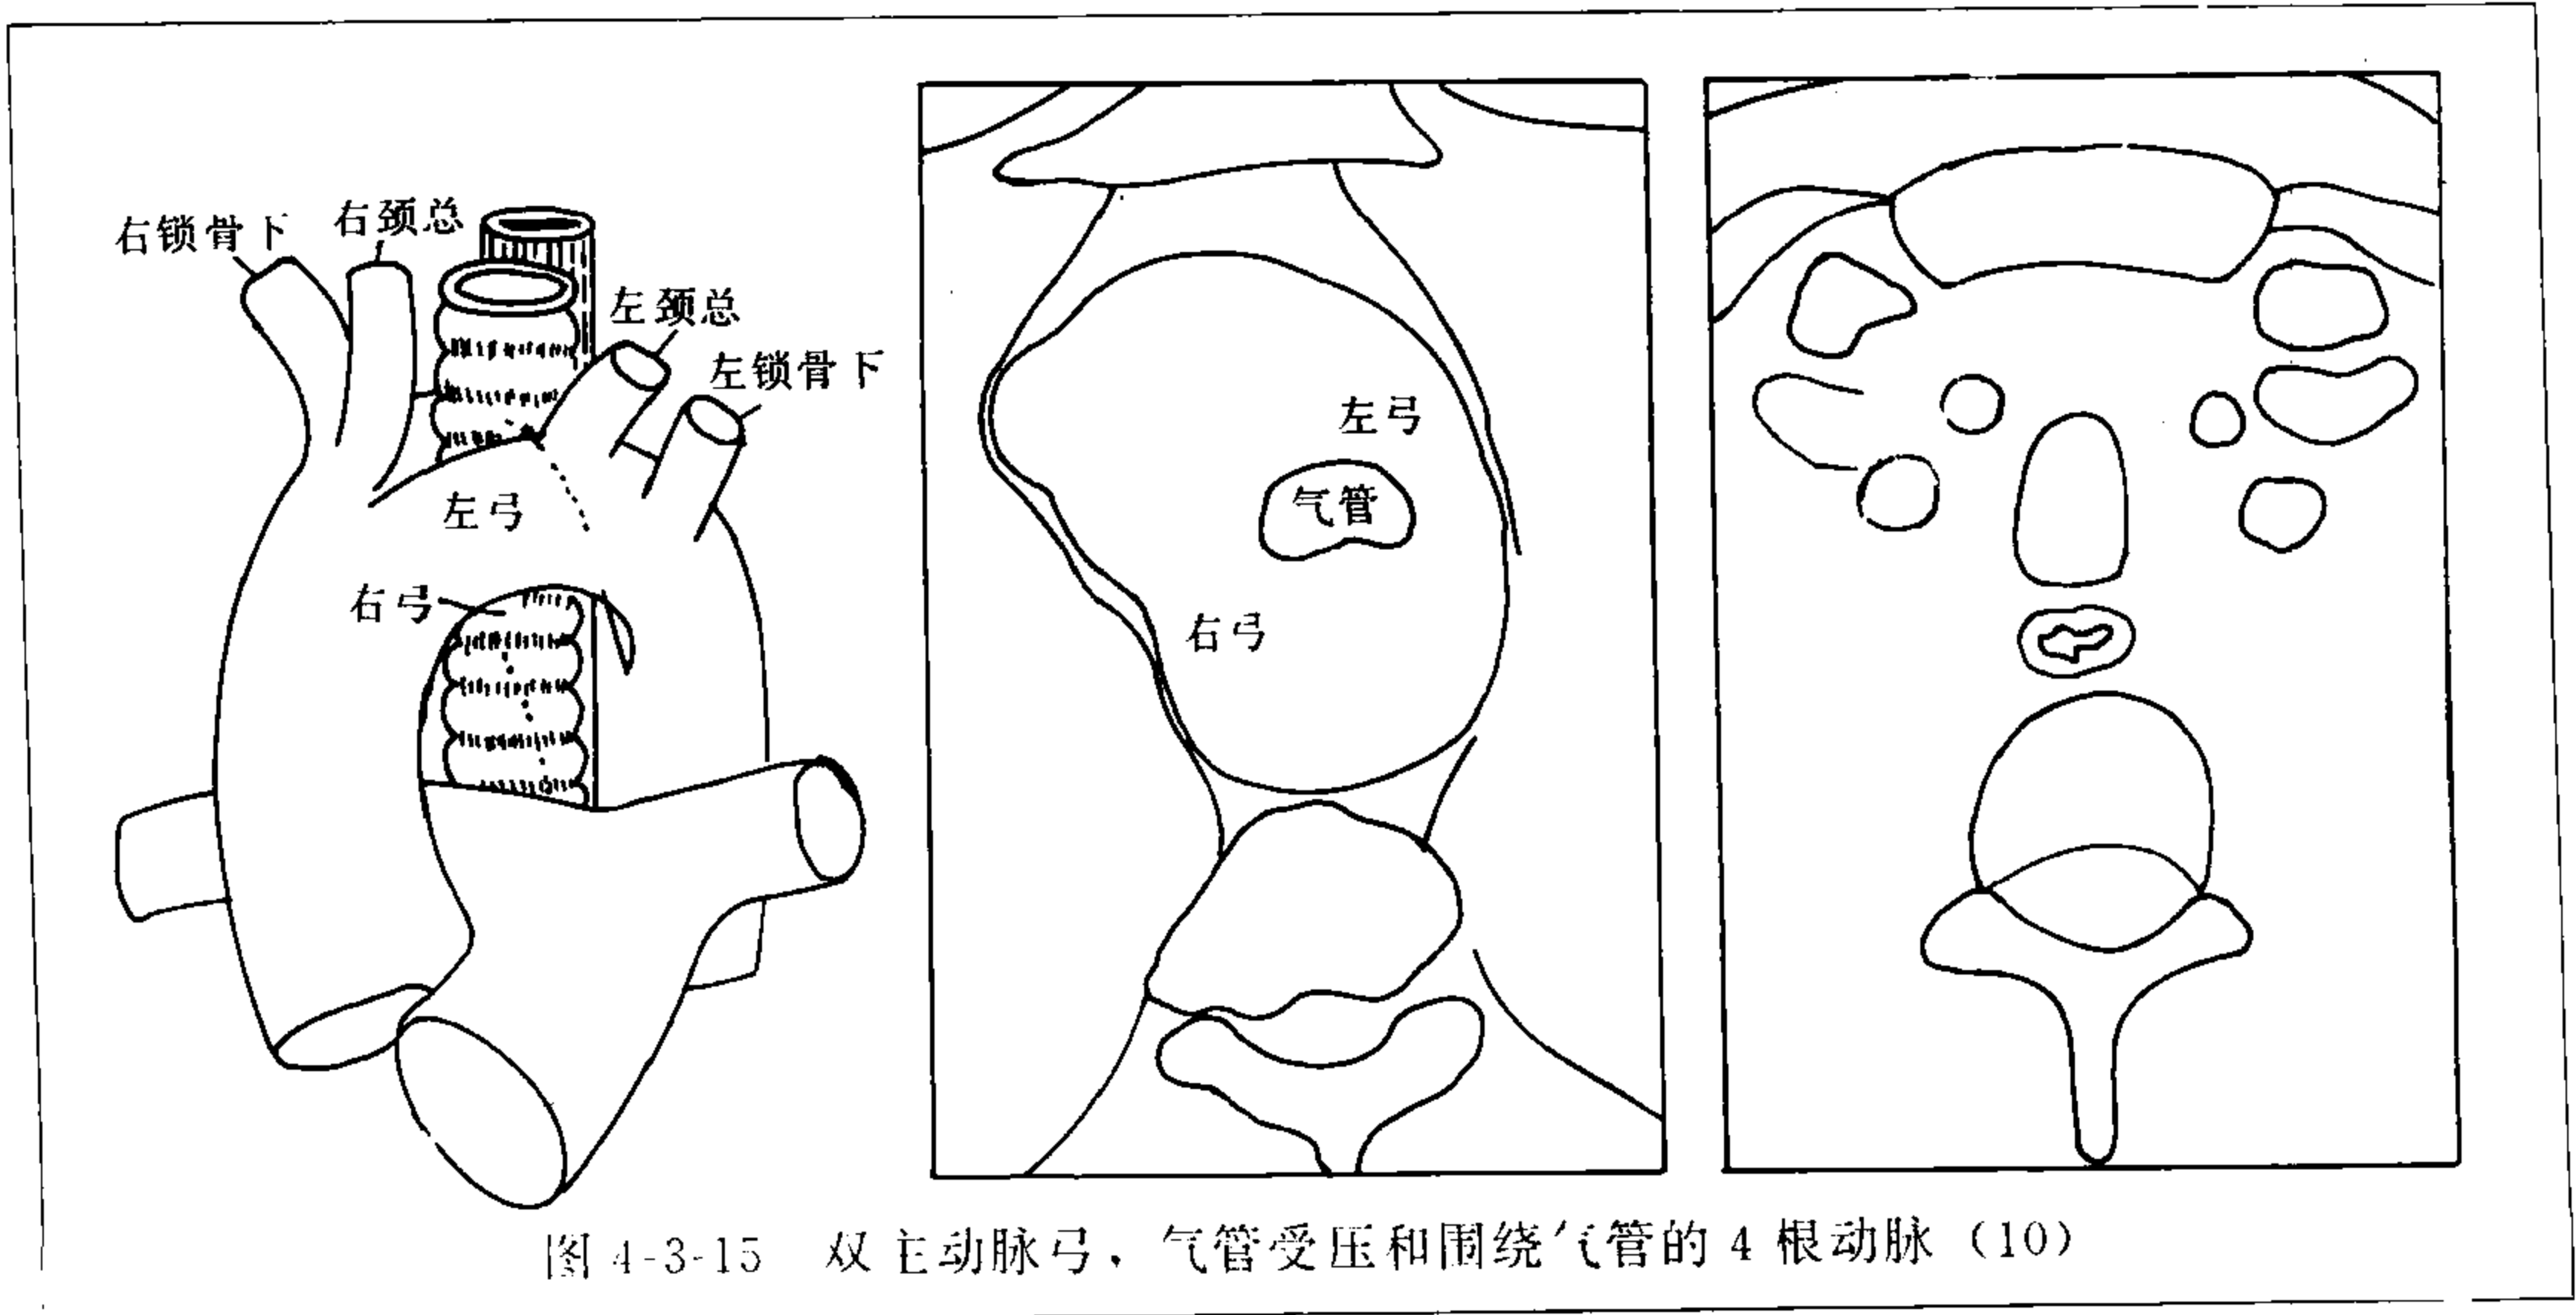 右锁骨下
右颈总
左颈总
左锁骨下
左弓
右弓
左弓
气管
右弓
图 4-3-15 双主动脉弓，气管受压和围绕气管的 4 根动脉（10）